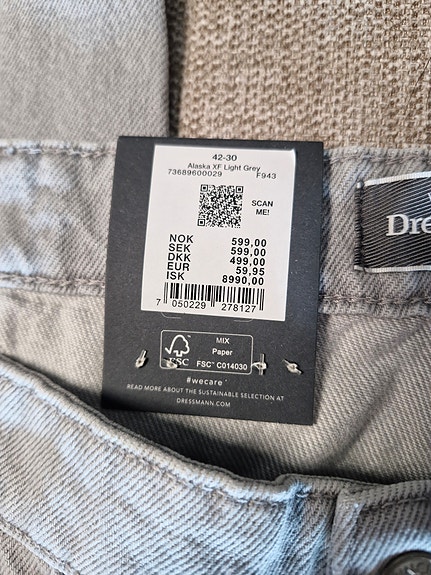 42-30
Alaska XF Light Grey
73689600029 F943
SCAN
ME!
NOK 599,00
SEK 599,00
DKK 499,00
EUR 59,95
ISK 8990,00
7 050229 278127
MIX
Paper
FSC™ C014030
FSC
#wecare
READ MORE ABOUT THE SUSTAINABLE SELECTION AT
DRESSMANN.COM